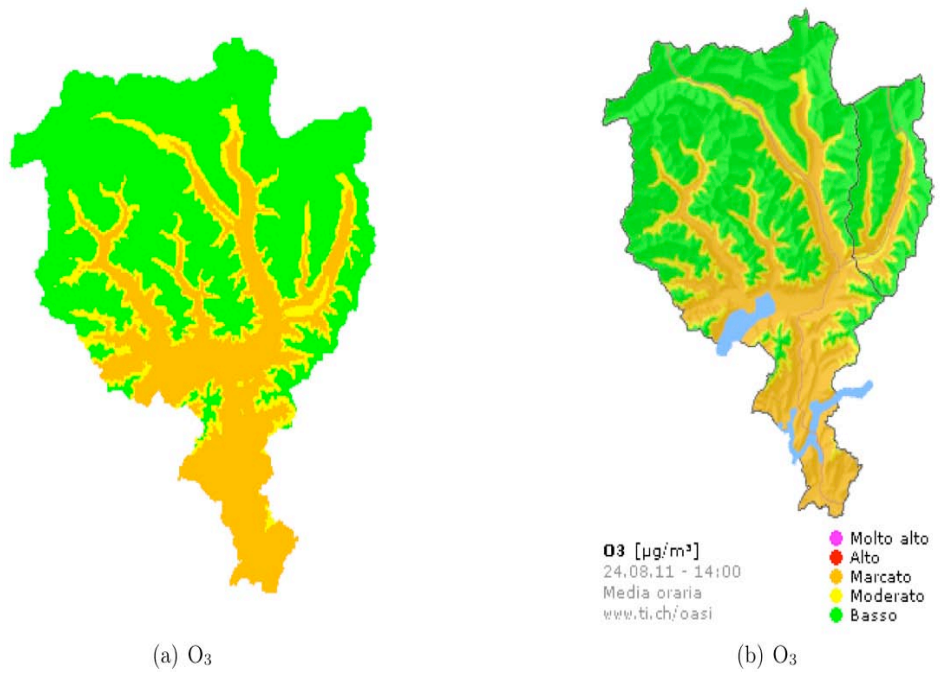 O3 [µg/m³]
24.08.11 - 14:00
Media oraria
www.ti.ch/oasi
Molto alto
Alto
Marcato
Moderato
Basso
(a) O₃
(b) O₃